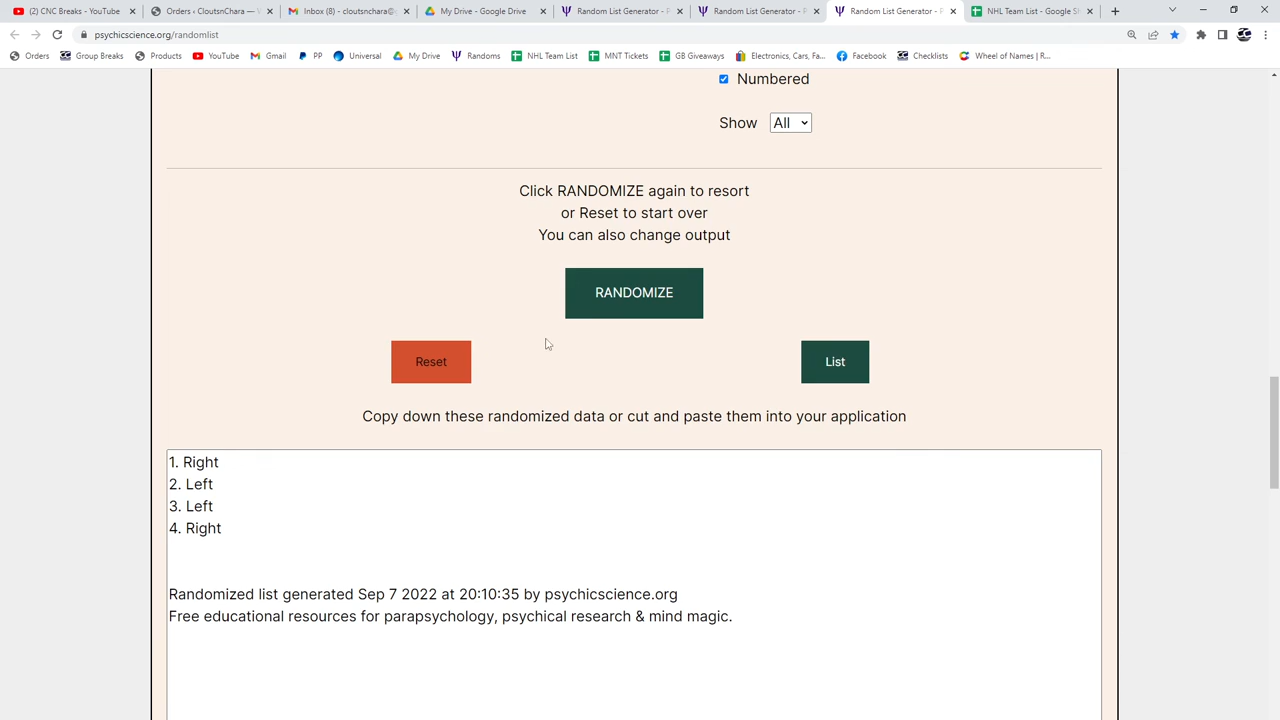 (2) CNC Breaks - YouTube
Orders ‹ CloutsnChara — 
Inbox (8) - cloutsnchara@
My Drive - Google Drive
Random List Generator - P
Random List Generator - P
Random List Generator - P
NHL Team List - Google Sh
psychicscience.org/randomlist
Orders
Group Breaks
Products
YouTube
Gmail
PP
Universal
My Drive
Randoms
NHL Team List
MNT Tickets
GB Giveaways
Electronics, Cars, Fa...
Facebook
Checklists
Wheel of Names | R...
Numbered
Show All
Click RANDOMIZE again to resort
or Reset to start over
You can also change output
RANDOMIZE
Reset
List
Copy down these randomized data or cut and paste them into your application
1. Right
2. Left
3. Left
4. Right
Randomized list generated Sep 7 2022 at 20:10:35 by psychicscience.org
Free educational resources for parapsychology, psychical research & mind magic.